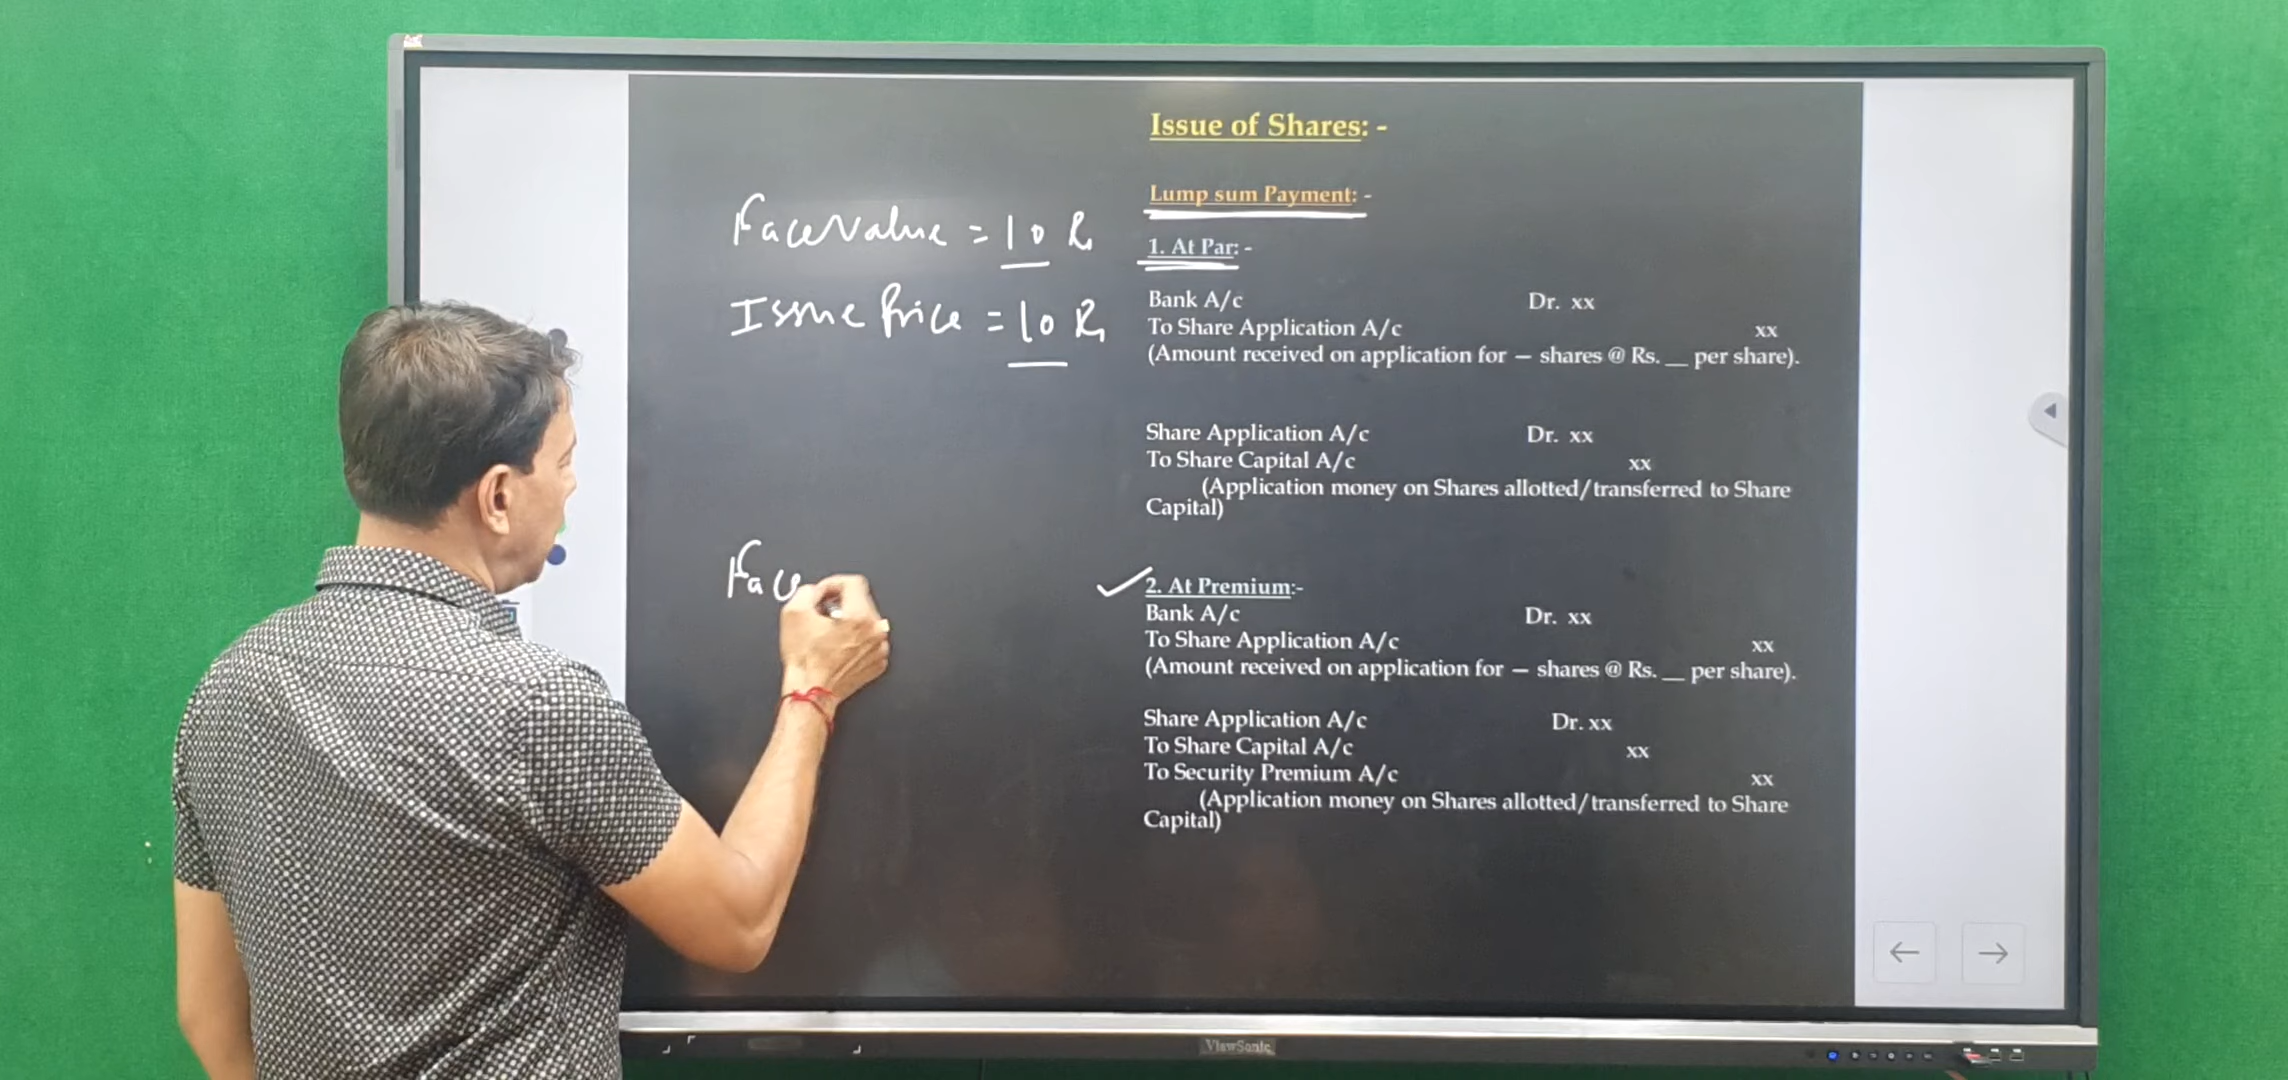 Issue of Shares: -
Lump sum Payment: -
Face Value = 10 Rs
Issue Price = 10 Rs
1. At Par: -
Bank A/c Dr. xx
To Share Application A/c xx
(Amount received on application for – shares @ Rs. __ per share).
Share Application A/c Dr. xx
To Share Capital A/c xx
(Application money on Shares allotted/transferred to Share
Capital)
Face
2. At Premium:-
Bank A/c Dr. xx
To Share Application A/c xx
(Amount received on application for – shares @ Rs. __ per share).
Share Application A/c Dr. xx
To Share Capital A/c xx
To Security Premium A/c xx
(Application money on Shares allotted/transferred to Share
Capital)
ViewSonic